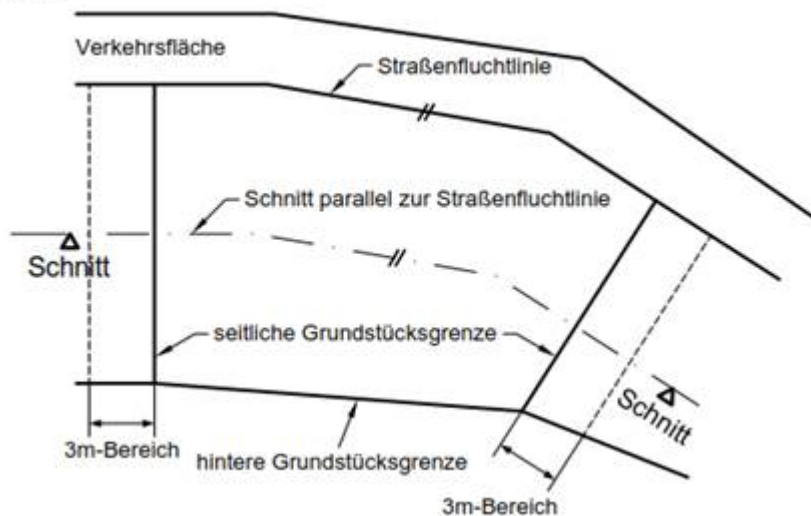 Verkehrsfläche
Straßenfluchtlinie
Schnitt parallel zur Straßenfluchtlinie
Schnitt
seitliche Grundstücksgrenze
Schnitt
3m-Bereich
hintere Grundstücksgrenze
3m-Bereich